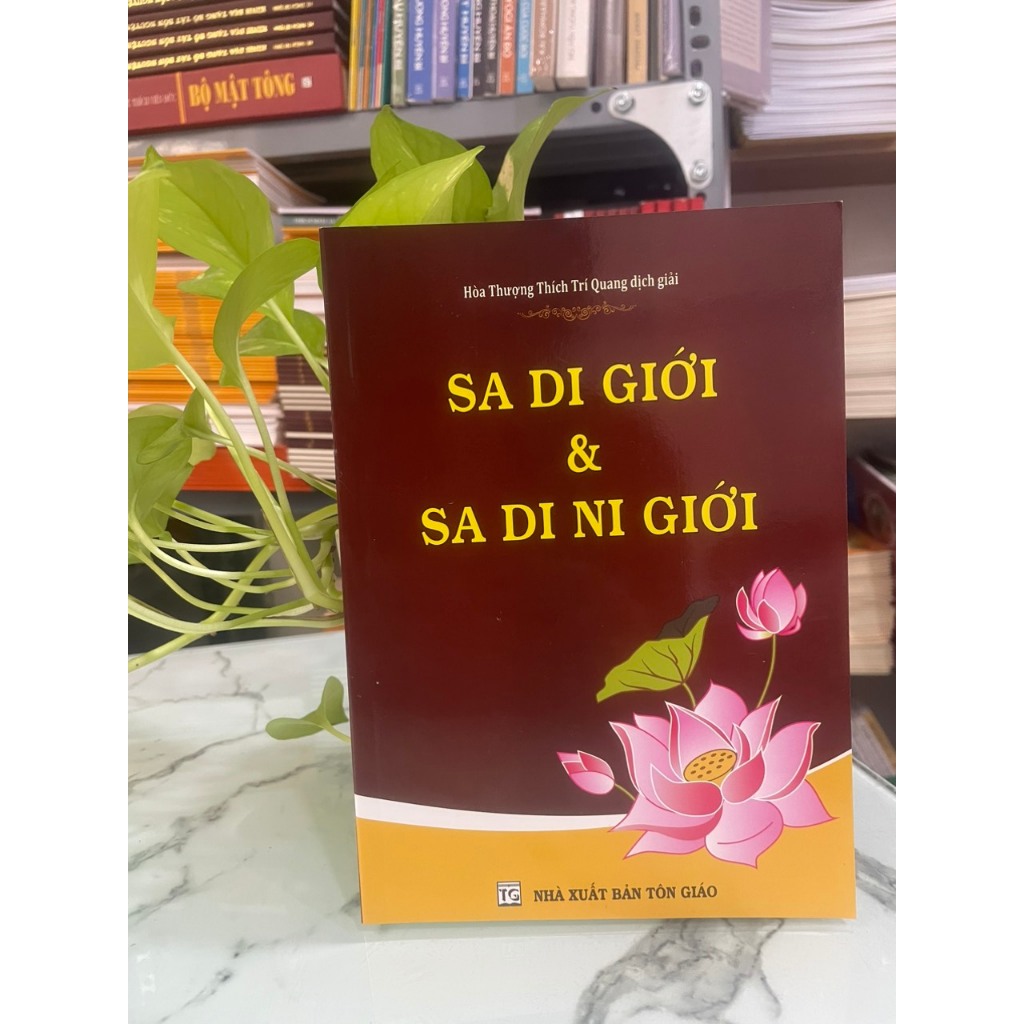 BỘ MẬT TÔNG
Hòa Thượng Thích Trí Quang dịch giải
SA DI GIỚI
&
SA DI NI GIỚI
TG
NHÀ XUẤT BẢN TÔN GIÁO